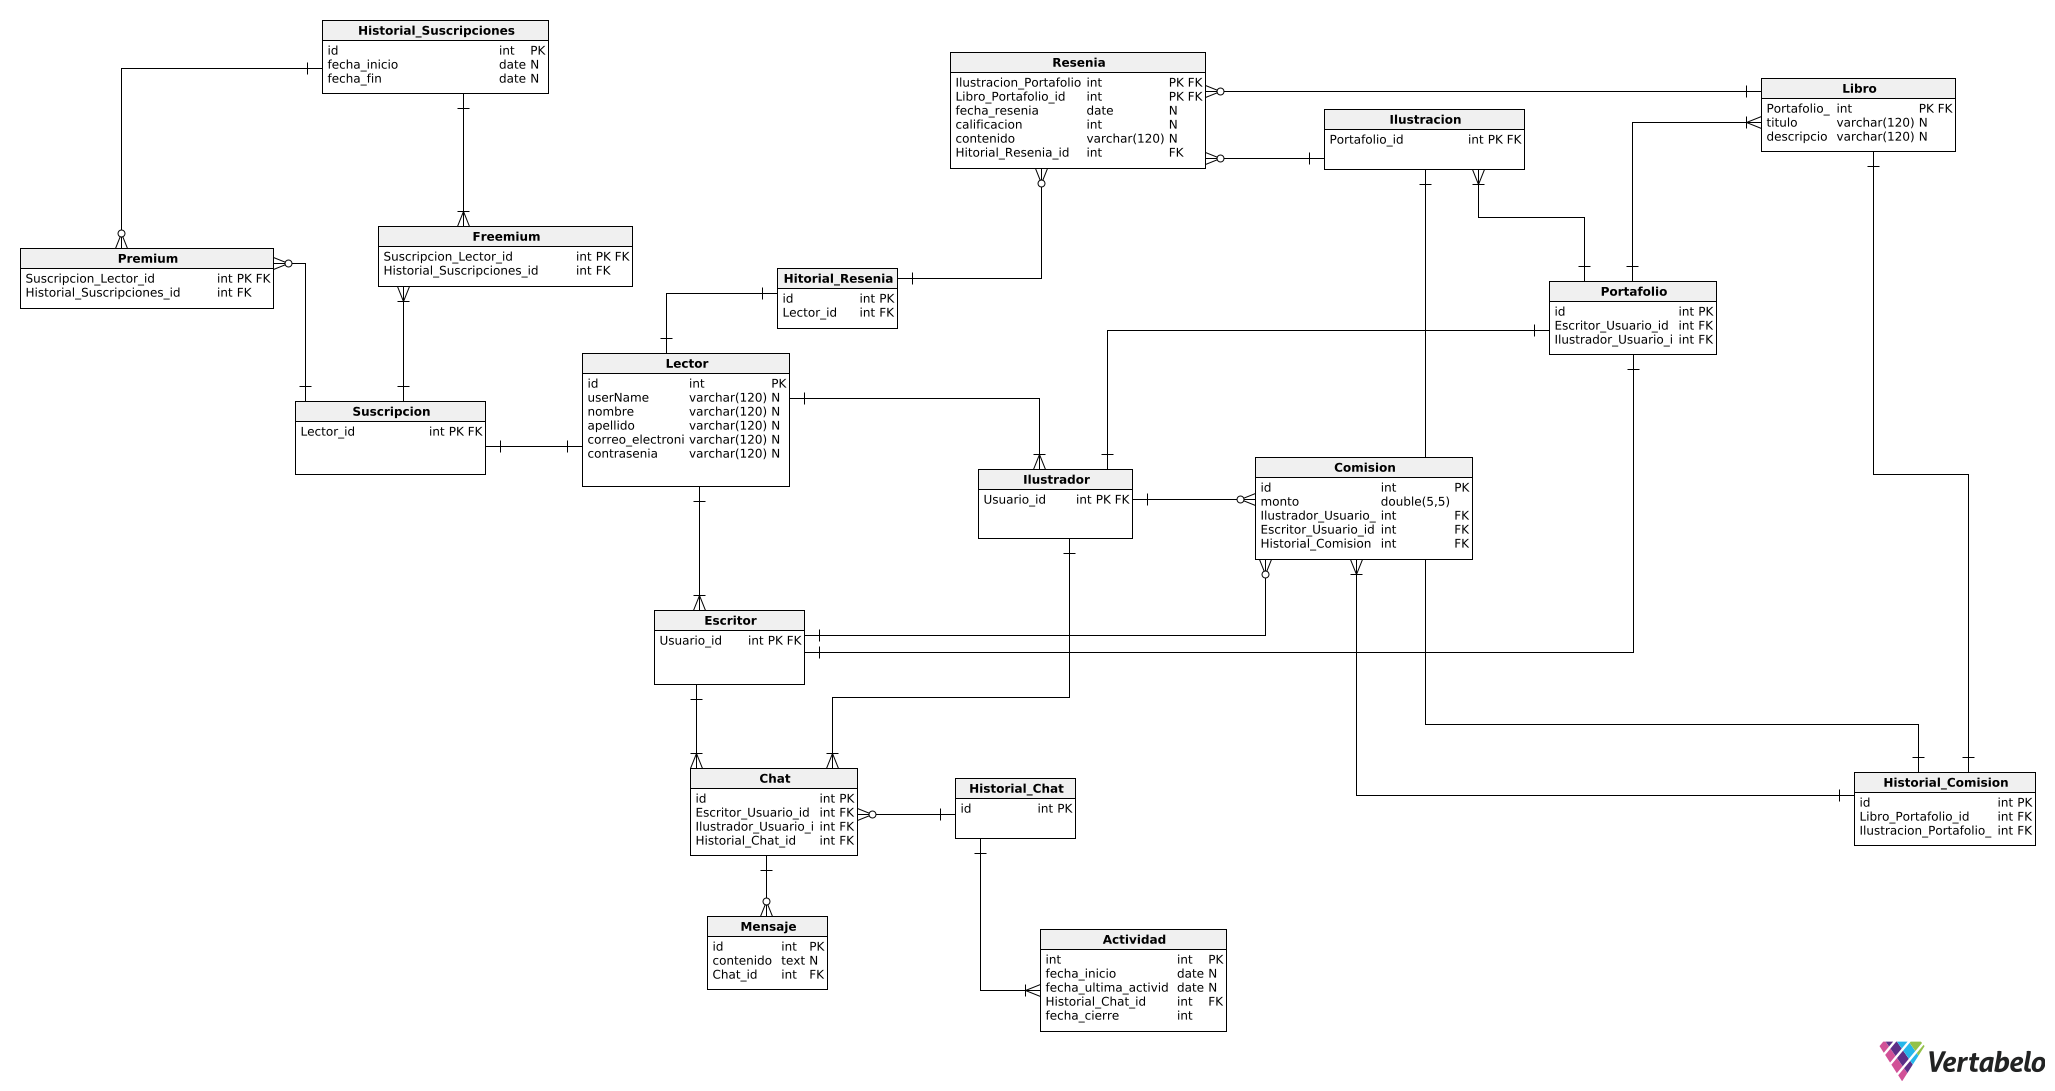 Historial_Suscripciones
id int PK
fecha_inicio date N
fecha_fin date N
Resenia
Ilustracion_Portafolio int PK FK
Libro_Portafolio_id int PK FK
fecha_resenia date N
calificacion int N
contenido varchar(120) N
Hitorial_Resenia_id int FK
Libro
Portafolio_ int PK FK
titulo varchar(120) N
descripcio varchar(120) N
Ilustracion
Portafolio_id int PK FK
Premium
Suscripcion_Lector_id int PK FK
Historial_Suscripciones_id int FK
Freemium
Suscripcion_Lector_id int PK FK
Historial_Suscripciones_id int FK
Hitorial_Resenia
id int PK
Lector_id int FK
Portafolio
id int PK
Escritor_Usuario_id int FK
Ilustrador_Usuario_i int FK
Suscripcion
Lector_id int PK FK
Lector
id int PK
userName varchar(120) N
nombre varchar(120) N
apellido varchar(120) N
correo_electroni varchar(120) N
contrasenia varchar(120) N
Ilustrador
Usuario_id int PK FK
Comision
id int PK
monto double(5,5)
Ilustrador_Usuario_ int FK
Escritor_Usuario_id int FK
Historial_Comision int FK
Escritor
Usuario_id int PK FK
Chat
id int PK
Escritor_Usuario_id int FK
Ilustrador_Usuario_i int FK
Historial_Chat_id int FK
Historial_Chat
id int PK
Historial_Comision
id int PK
Libro_Portafolio_id int FK
Ilustracion_Portafolio_ int FK
Mensaje
id int PK
contenido text N
Chat_id int FK
Actividad
int int PK
fecha_inicio date N
fecha_ultima_activid date N
Historial_Chat_id int FK
fecha_cierre int
Vertabelo